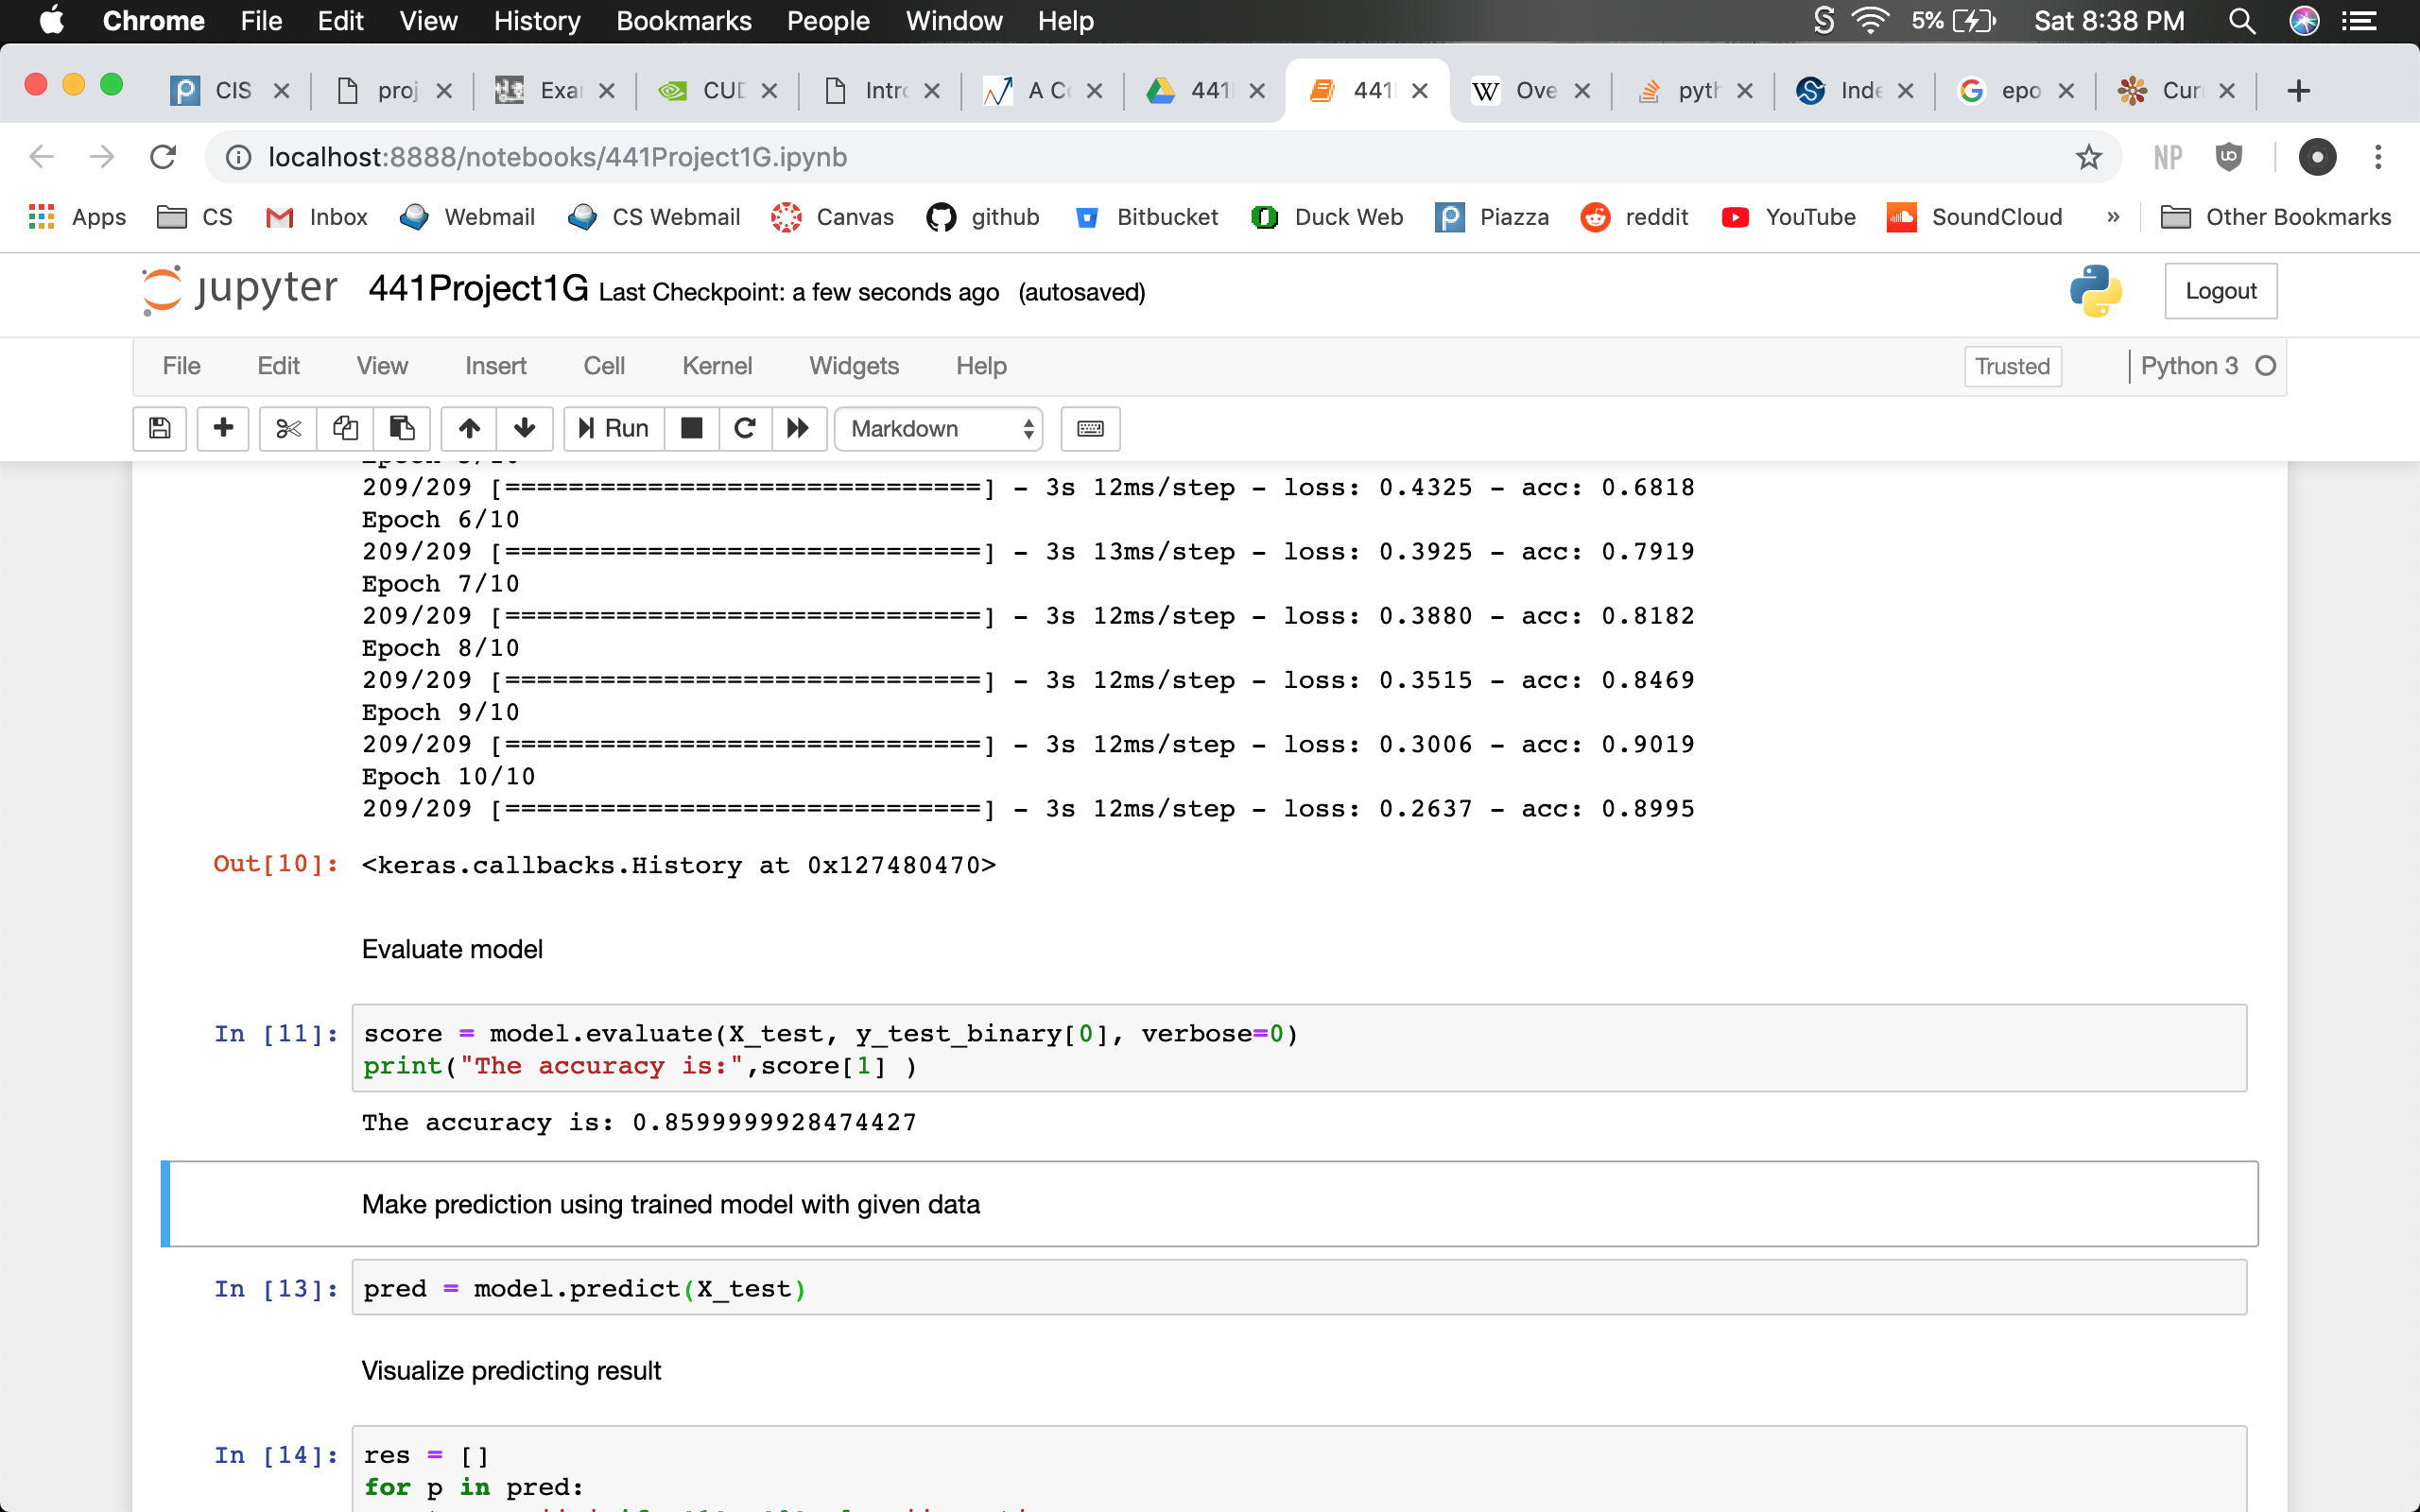 Chrome File Edit View History Bookmarks People Window Help 5% Sat 8:38 PM
CIS proj Exa CUD Intro A Co 441 441 Ove pyth Inde epo Cur
localhost:8888/notebooks/441Project1G.ipynb NP
Apps CS Inbox Webmail CS Webmail Canvas github Bitbucket Duck Web Piazza reddit YouTube SoundCloud » Other Bookmarks
jupyter 441Project1G Last Checkpoint: a few seconds ago (autosaved) Logout
File Edit View Insert Cell Kernel Widgets Help Trusted Python 3
Run Markdown
209/209 [==============================] - 3s 12ms/step - loss: 0.4325 - acc: 0.6818
Epoch 6/10
209/209 [==============================] - 3s 13ms/step - loss: 0.3925 - acc: 0.7919
Epoch 7/10
209/209 [==============================] - 3s 12ms/step - loss: 0.3880 - acc: 0.8182
Epoch 8/10
209/209 [==============================] - 3s 12ms/step - loss: 0.3515 - acc: 0.8469
Epoch 9/10
209/209 [==============================] - 3s 12ms/step - loss: 0.3006 - acc: 0.9019
Epoch 10/10
209/209 [==============================] - 3s 12ms/step - loss: 0.2637 - acc: 0.8995
Out[10]: <keras.callbacks.History at 0x127480470>
Evaluate model
In [11]: score = model.evaluate(X_test, y_test_binary[0], verbose=0)
print("The accuracy is:",score[1] )
The accuracy is: 0.8599999928474427
Make prediction using trained model with given data
In [13]: pred = model.predict(X_test)
Visualize predicting result
In [14]: res = []
for p in pred: